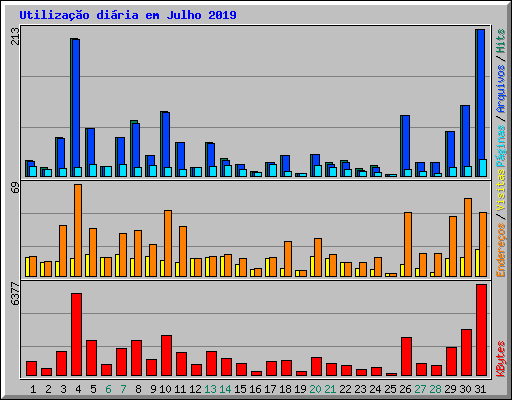 Utilização diária em Julho 2019
213
69
6377
Hits / Arquivos / Páginas
Visitas / Endereços
KBytes
1 2 3 4 5 6 7 8 9 10 11 12 13 14 15 16 17 18 19 20 21 22 23 24 25 26 27 28 29 30 31